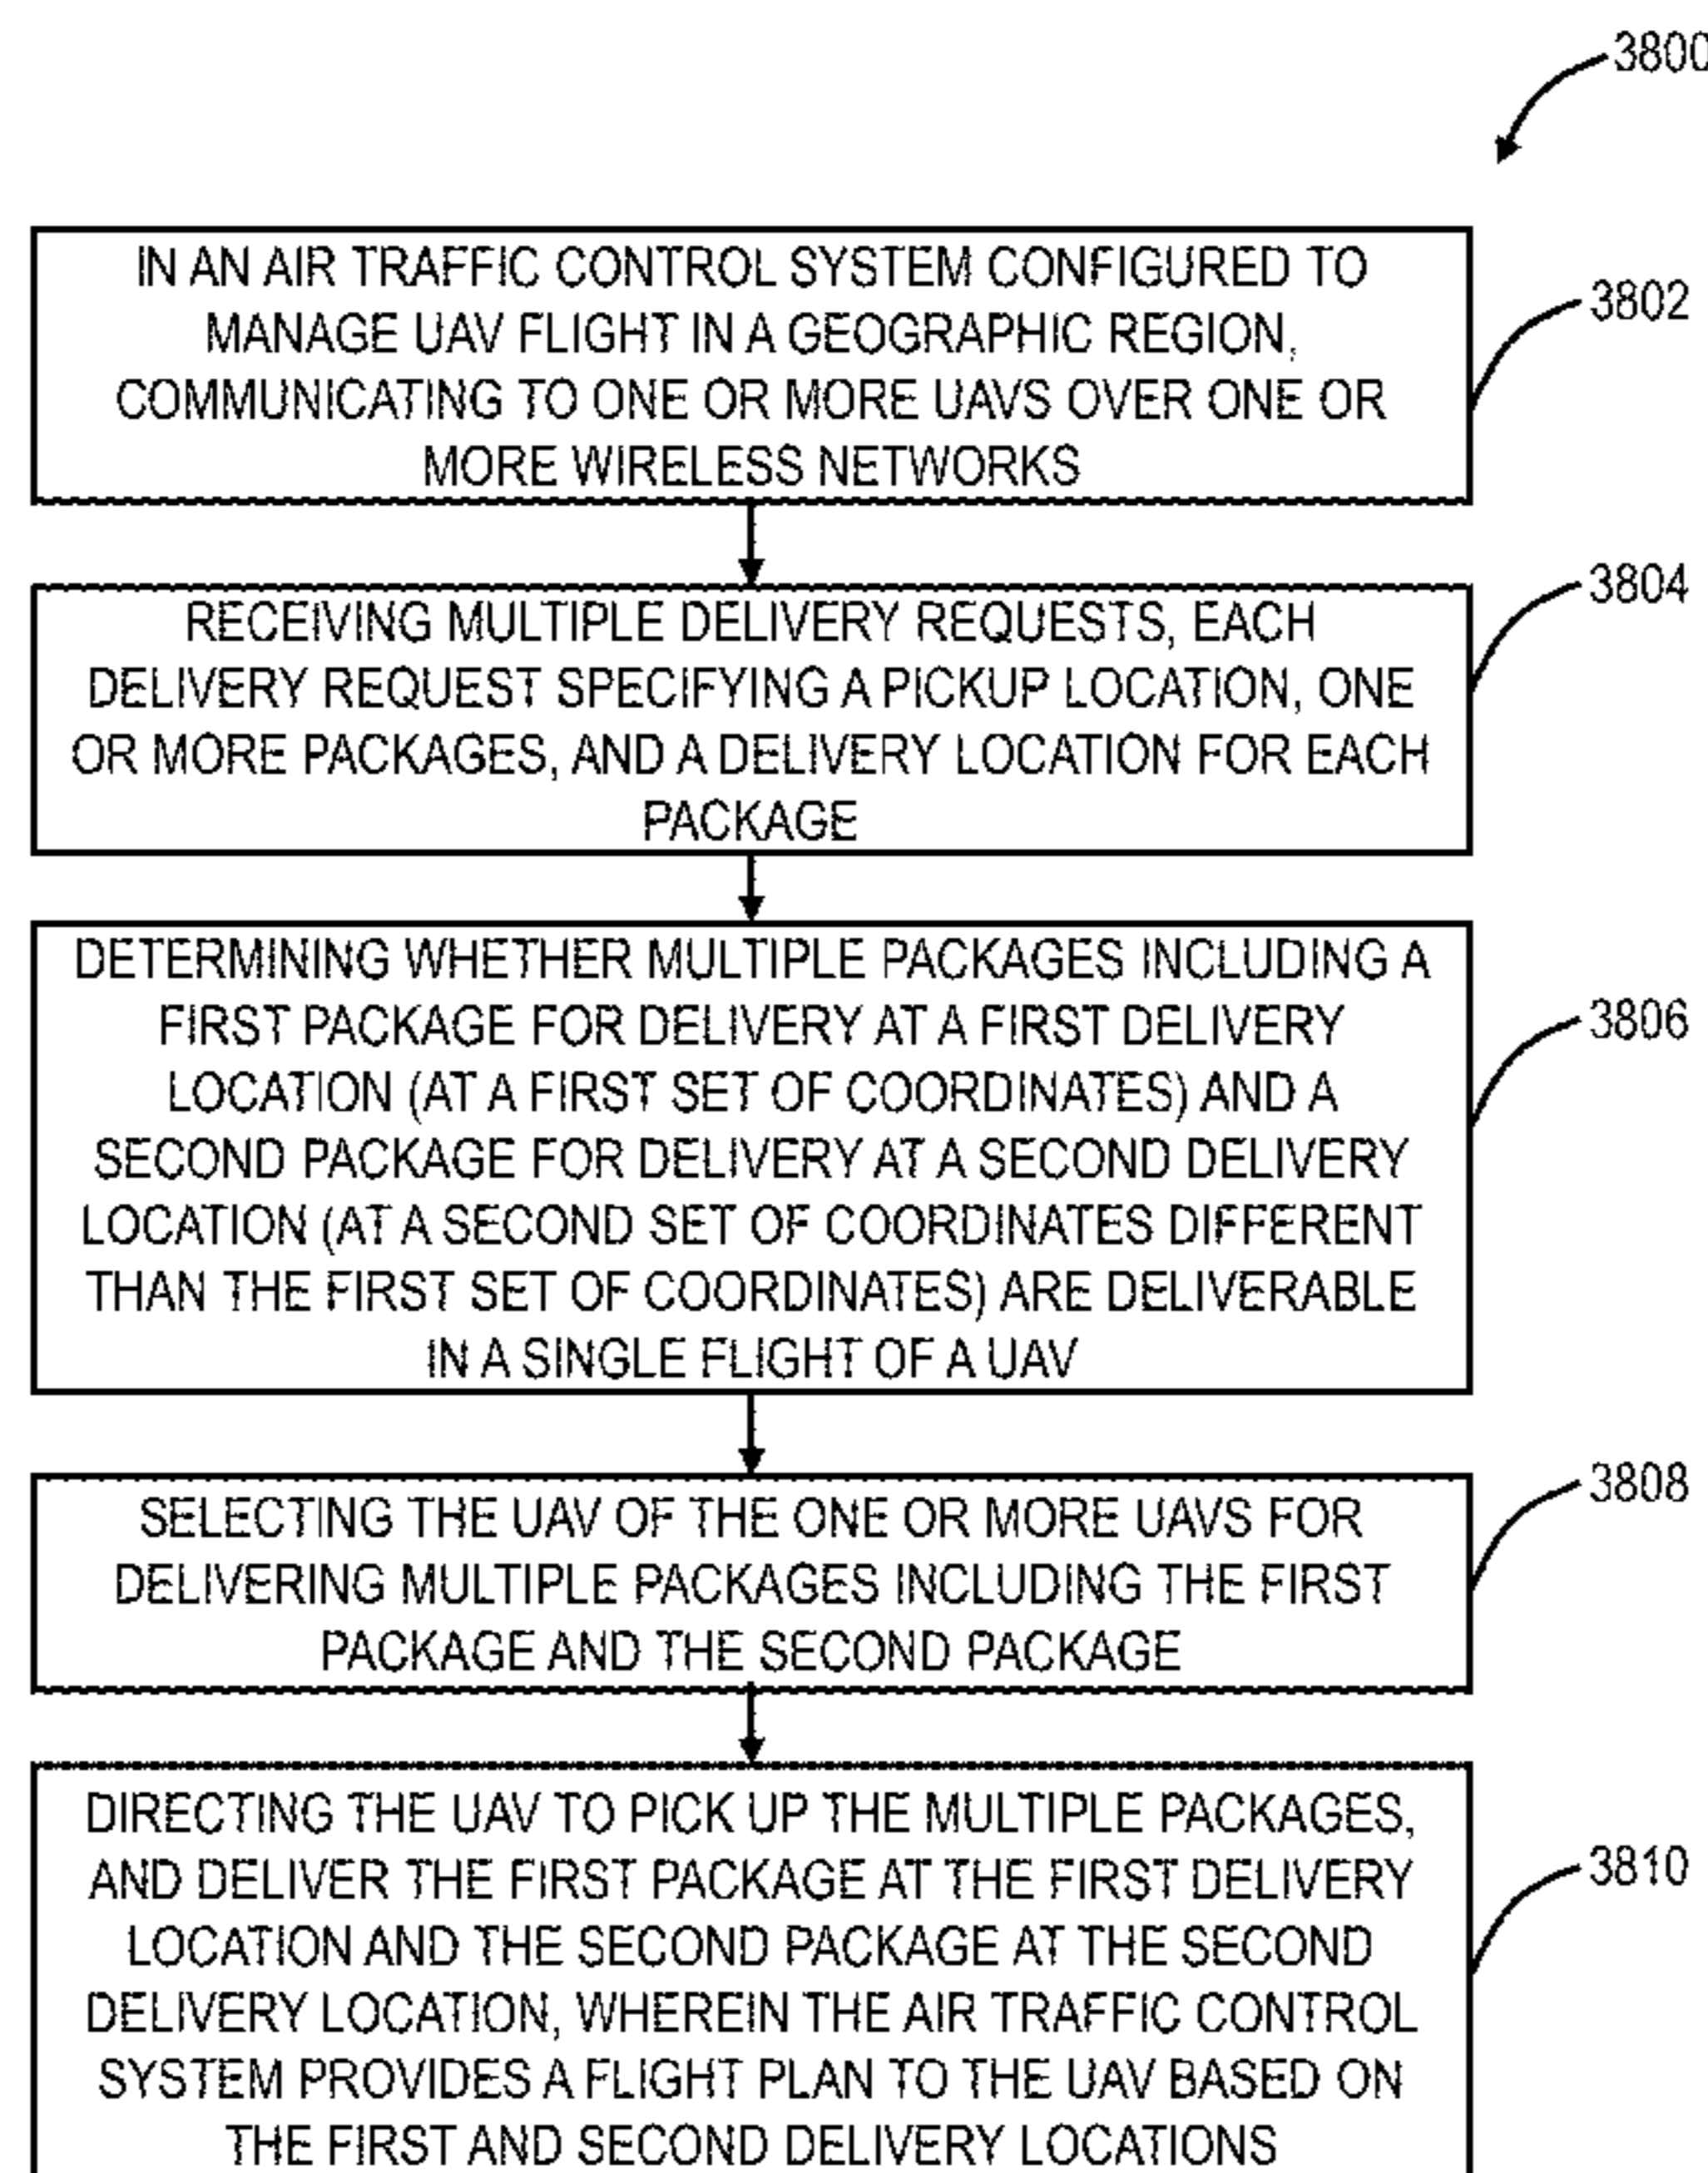 3800
IN AN AIR TRAFFIC CONTROL SYSTEM CONFIGURED TO
MANAGE UAV FLIGHT IN A GEOGRAPHIC REGION,
COMMUNICATING TO ONE OR MORE UAVS OVER ONE OR
MORE WIRELESS NETWORKS
3802
RECEIVING MULTIPLE DELIVERY REQUESTS, EACH
DELIVERY REQUEST SPECIFYING A PICKUP LOCATION, ONE
OR MORE PACKAGES, AND A DELIVERY LOCATION FOR EACH
PACKAGE
3804
DETERMINING WHETHER MULTIPLE PACKAGES INCLUDING A
FIRST PACKAGE FOR DELIVERY AT A FIRST DELIVERY
LOCATION (AT A FIRST SET OF COORDINATES) AND A
SECOND PACKAGE FOR DELIVERY AT A SECOND DELIVERY
LOCATION (AT A SECOND SET OF COORDINATES DIFFERENT
THAN THE FIRST SET OF COORDINATES) ARE DELIVERABLE
IN A SINGLE FLIGHT OF A UAV
3806
SELECTING THE UAV OF THE ONE OR MORE UAVS FOR
DELIVERING MULTIPLE PACKAGES INCLUDING THE FIRST
PACKAGE AND THE SECOND PACKAGE
3808
DIRECTING THE UAV TO PICK UP THE MULTIPLE PACKAGES,
AND DELIVER THE FIRST PACKAGE AT THE FIRST DELIVERY
LOCATION AND THE SECOND PACKAGE AT THE SECOND
DELIVERY LOCATION, WHEREIN THE AIR TRAFFIC CONTROL
SYSTEM PROVIDES A FLIGHT PLAN TO THE UAV BASED ON
THE FIRST AND SECOND DELIVERY LOCATIONS
3810